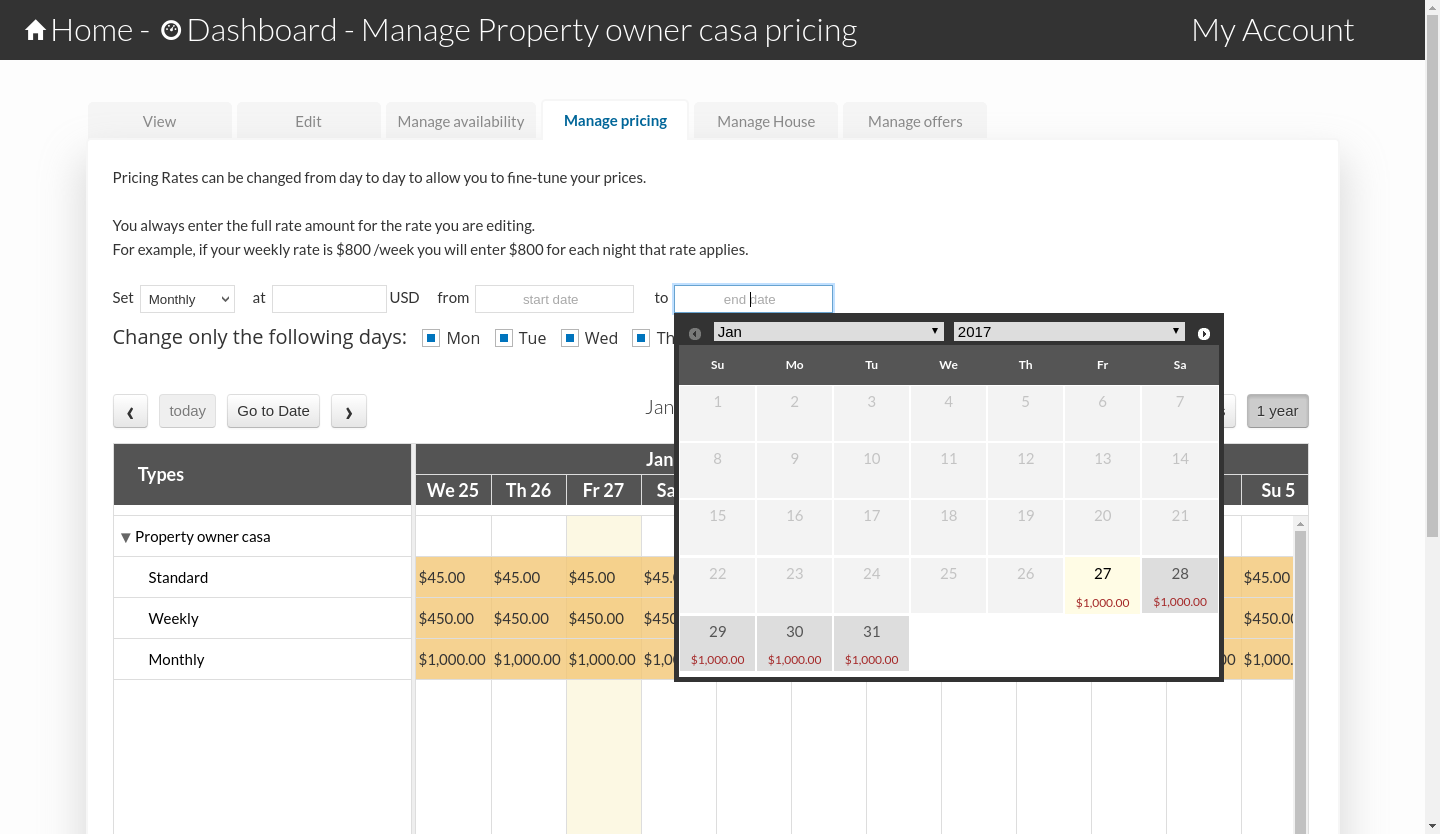 Home - Dashboard - Manage Property owner casa pricing My Account
View Edit Manage availability Manage pricing Manage House Manage offers
Pricing Rates can be changed from day to day to allow you to fine-tune your prices.
You always enter the full rate amount for the rate you are editing.
For example, if your weekly rate is $800 /week you will enter $800 for each night that rate applies.
Set Monthly at USD from start date to end date
Change only the following days: Mon Tue Wed Th
Jan 2017
Su Mo Tu We Th Fr Sa
1 2 3 4 5 6 7
8 9 10 11 12 13 14
15 16 17 18 19 20 21
22 23 24 25 26 27 28
$1,000.00 $1,000.00
29 30 31
$1,000.00 $1,000.00 $1,000.00
‹ today Go to Date › Jan 1 year
Types Jan
We 25 Th 26 Fr 27 Sa Su 5
▼ Property owner casa
Standard $45.00 $45.00 $45.00 $45. $45.00
Weekly $450.00 $450.00 $450.00 $450 $450.0
Monthly $1,000.00 $1,000.00 $1,000.00 $1,0 00 $1,000.